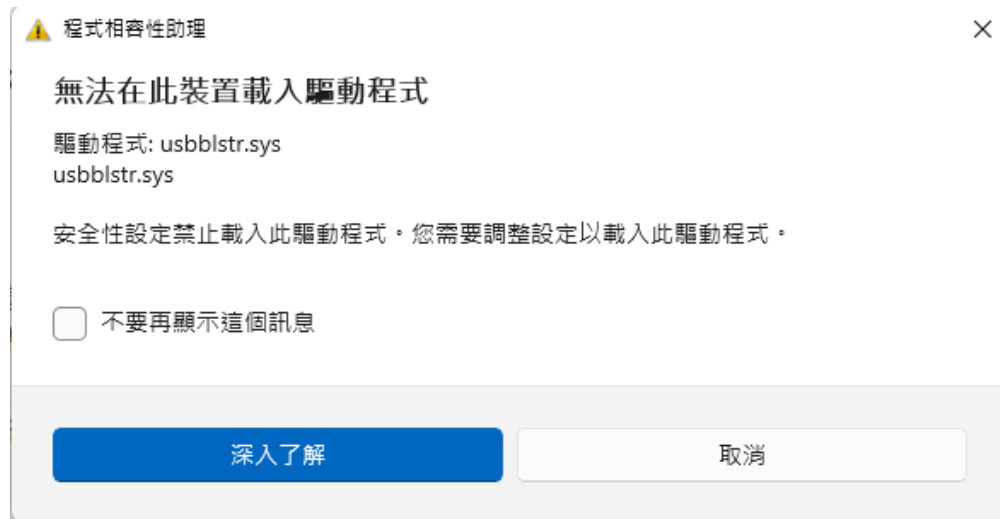 程式相容性助理
無法在此裝置載入驅動程式
驅動程式: usbblstr.sys
usbblstr.sys
安全性設定禁止載入此驅動程式。您需要調整設定以載入此驅動程式。
不要再顯示這個訊息
深入了解
取消